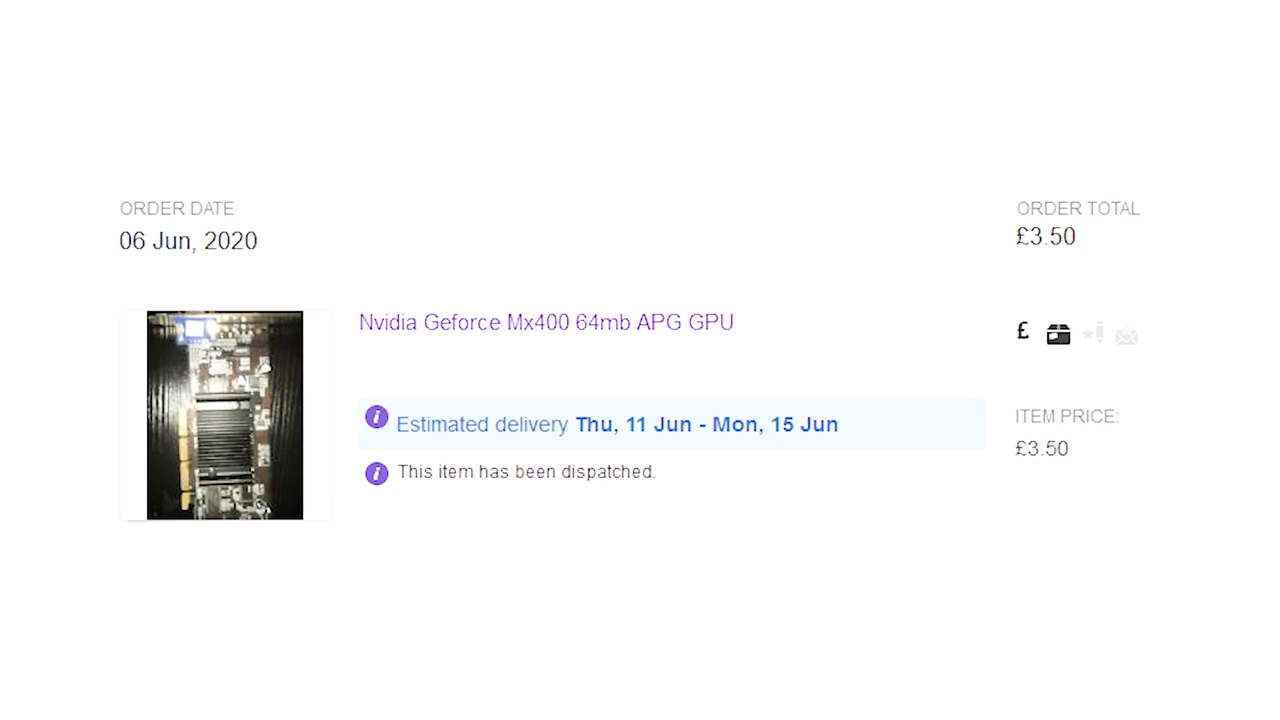 ORDER DATE
06 Jun, 2020
ORDER TOTAL
£3.50
Nvidia Geforce Mx400 64mb APG GPU
£
Estimated delivery Thu, 11 Jun - Mon, 15 Jun
This item has been dispatched.
ITEM PRICE:
£3.50